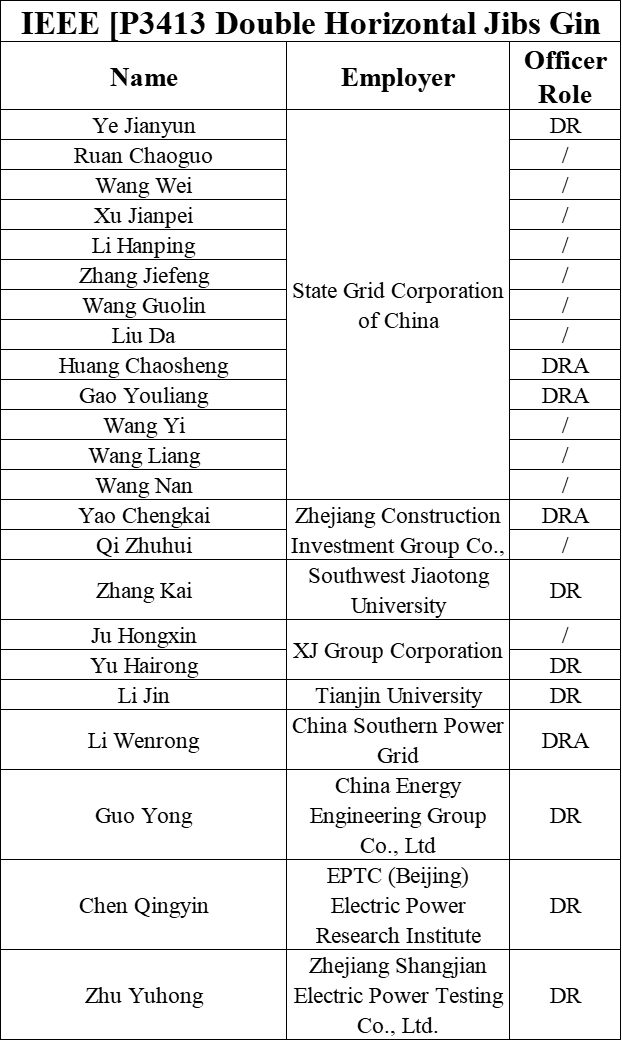 IEEE [P3413 Double Horizontal Jibs Gin
Name Employer Officer Role
Ye Jianyun State Grid Corporation of China DR
Ruan Chaoguo /
Wang Wei /
Xu Jianpei /
Li Hanping /
Zhang Jiefeng /
Wang Guolin /
Liu Da /
Huang Chaosheng DRA
Gao Youliang DRA
Wang Yi /
Wang Liang /
Wang Nan /
Yao Chengkai Zhejiang Construction DRA
Qi Zhuhui Investment Group Co., /
Zhang Kai Southwest Jiaotong University DR
Ju Hongxin XJ Group Corporation /
Yu Hairong DR
Li Jin Tianjin University DR
Li Wenrong China Southern Power Grid DRA
Guo Yong China Energy Engineering Group Co., Ltd DR
Chen Qingyin EPTC (Beijing) Electric Power Research Institute DR
Zhu Yuhong Zhejiang Shangjian Electric Power Testing Co., Ltd. DR